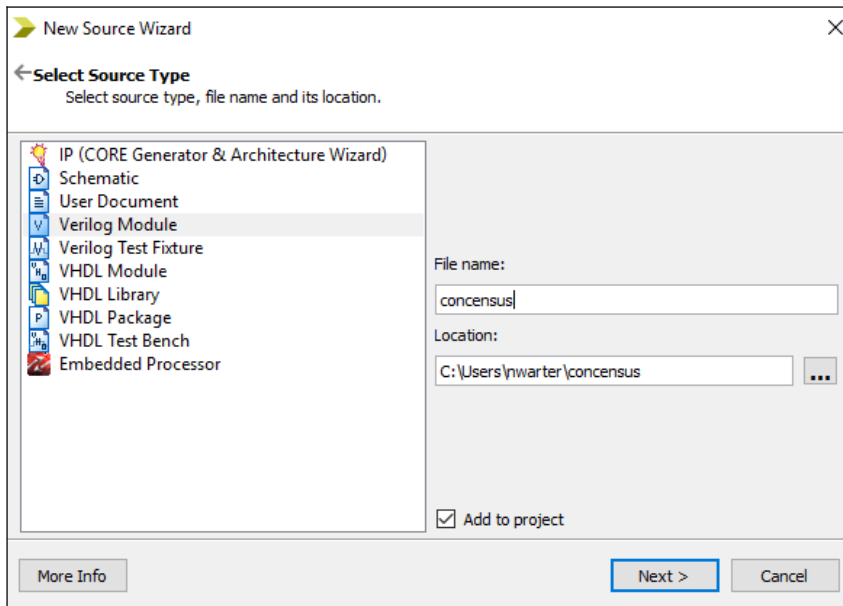 New Source Wizard
Select Source Type
Select source type, file name and its location.
IP (CORE Generator & Architecture Wizard)
Schematic
User Document
Verilog Module
Verilog Test Fixture
VHDL Module
VHDL Library
VHDL Package
VHDL Test Bench
Embedded Processor
File name:
concensus
Location:
C:\Users\nwarter\concensus
...
Add to project
More Info
Next >
Cancel